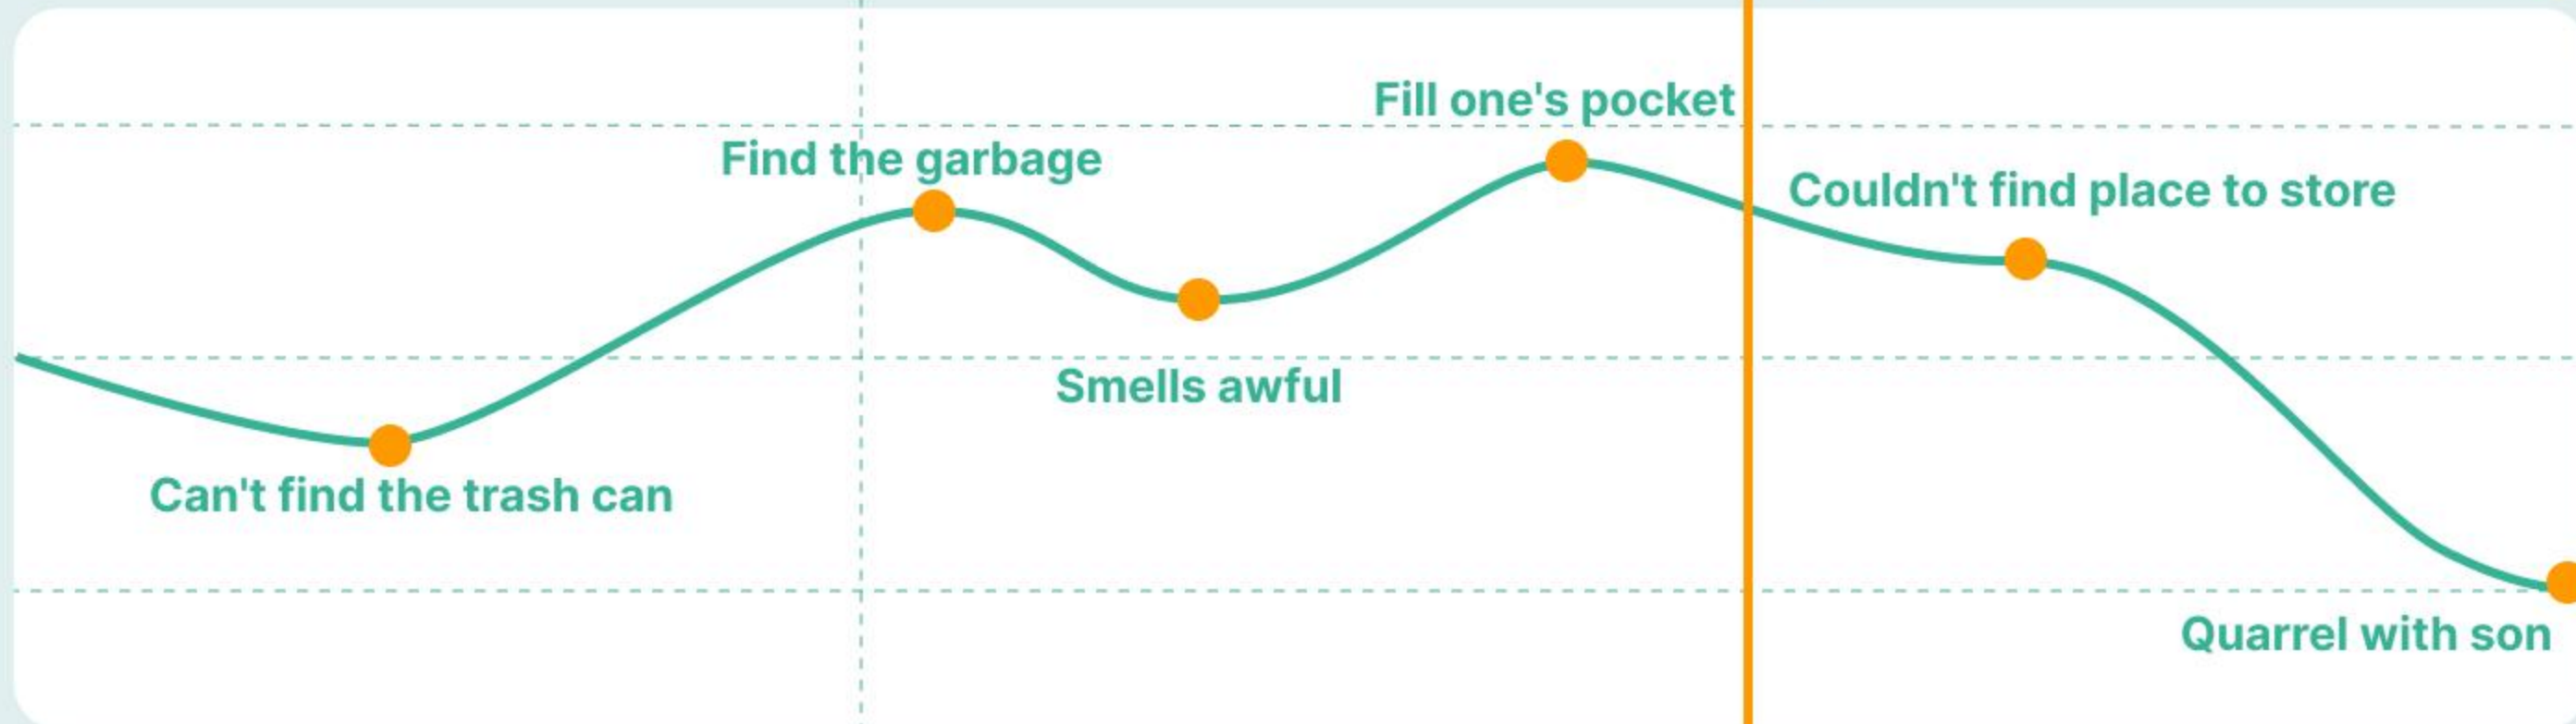 Can't find the trash can
Find the garbage
Smells awful
Fill one's pocket
Couldn't find place to store
Quarrel with son